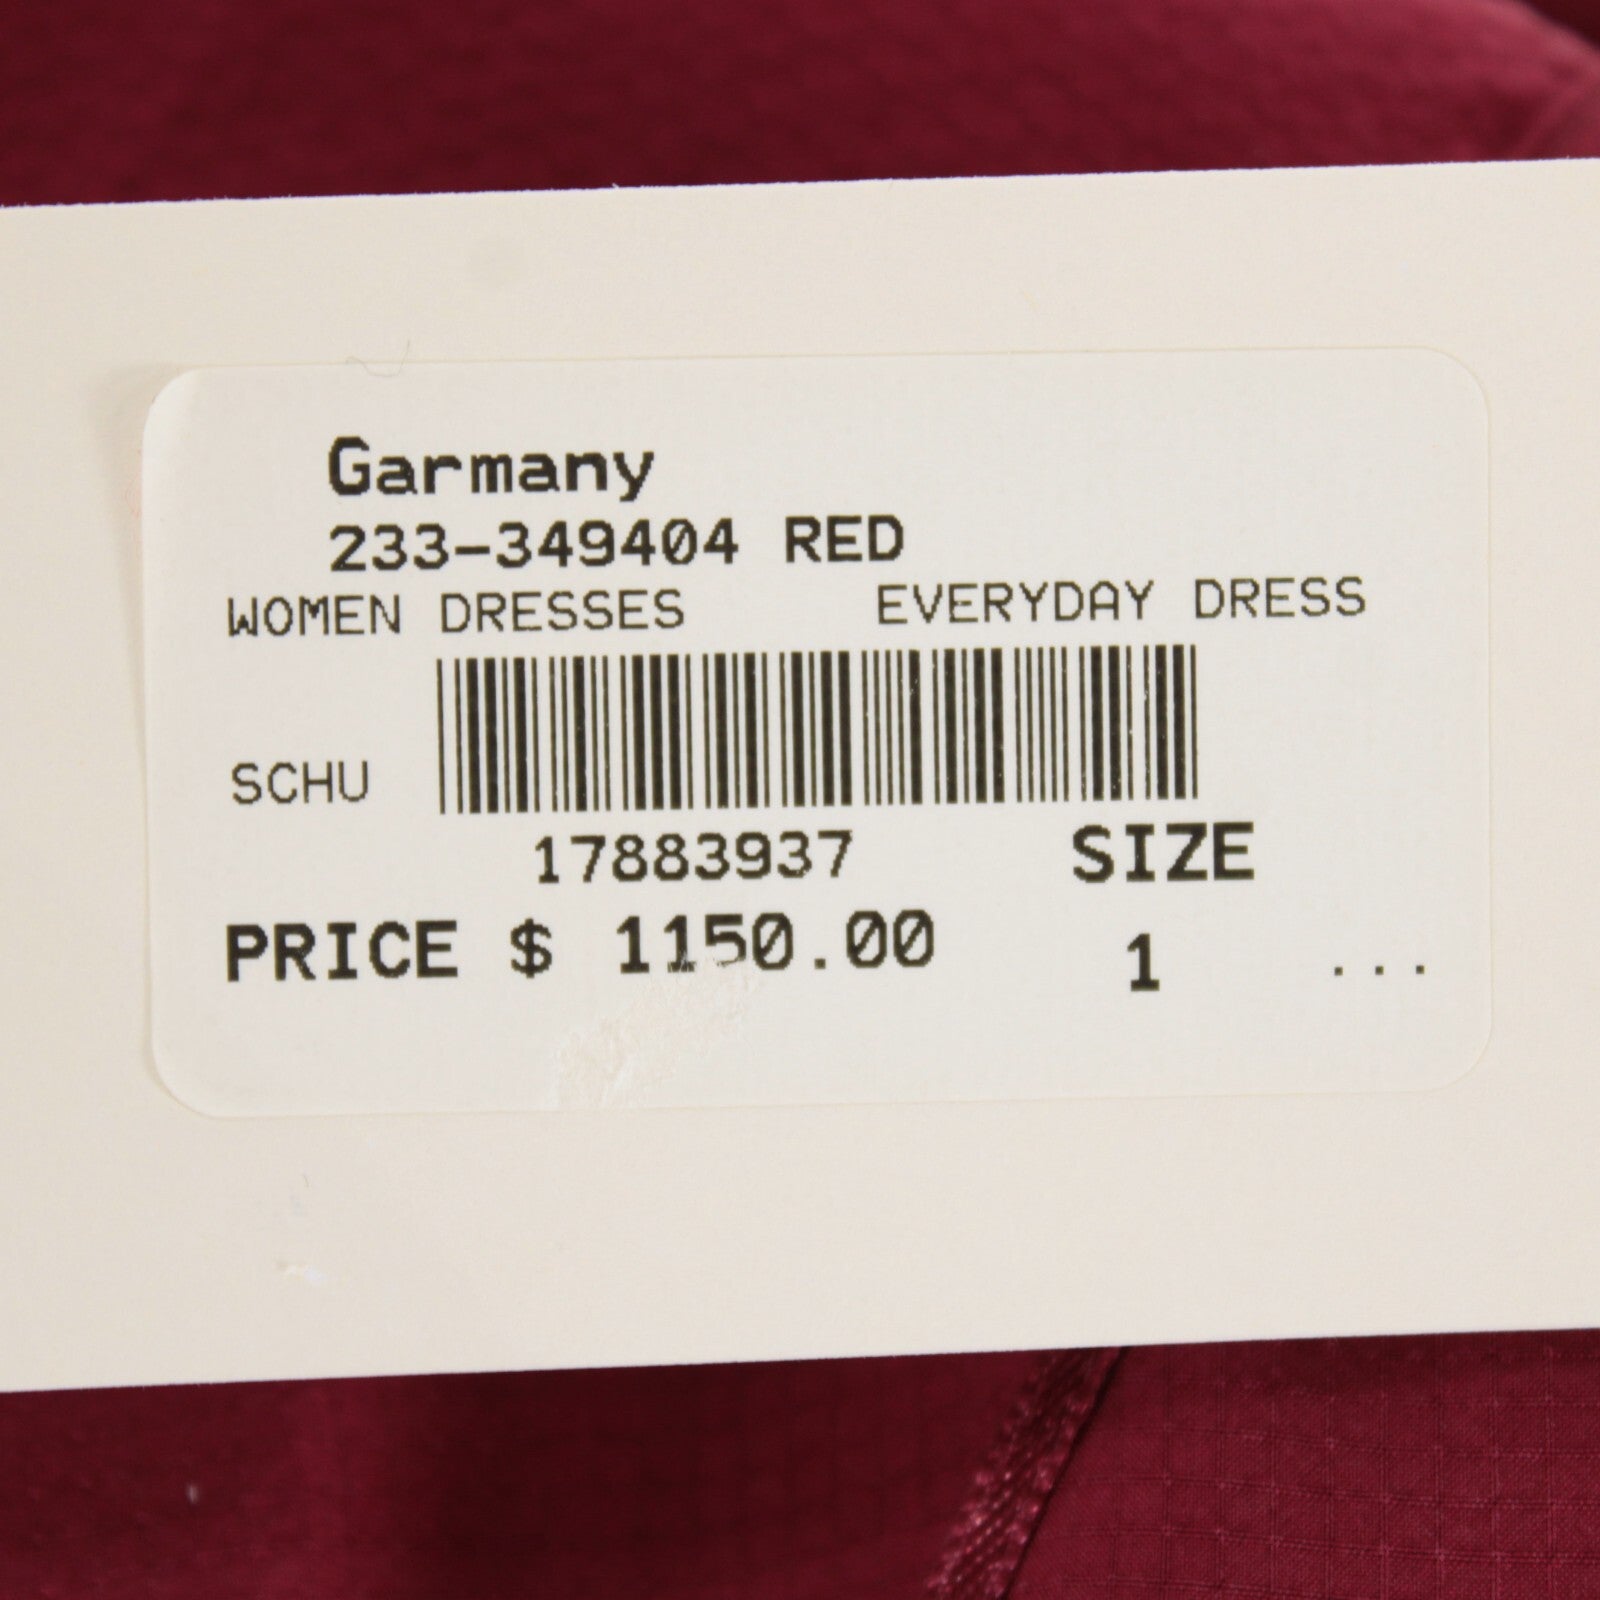 Garmany
233-349404 RED
WOMEN DRESSES EVERYDAY DRESS
SCHU
17883937 SIZE
PRICE $ 1150.00 1 ...